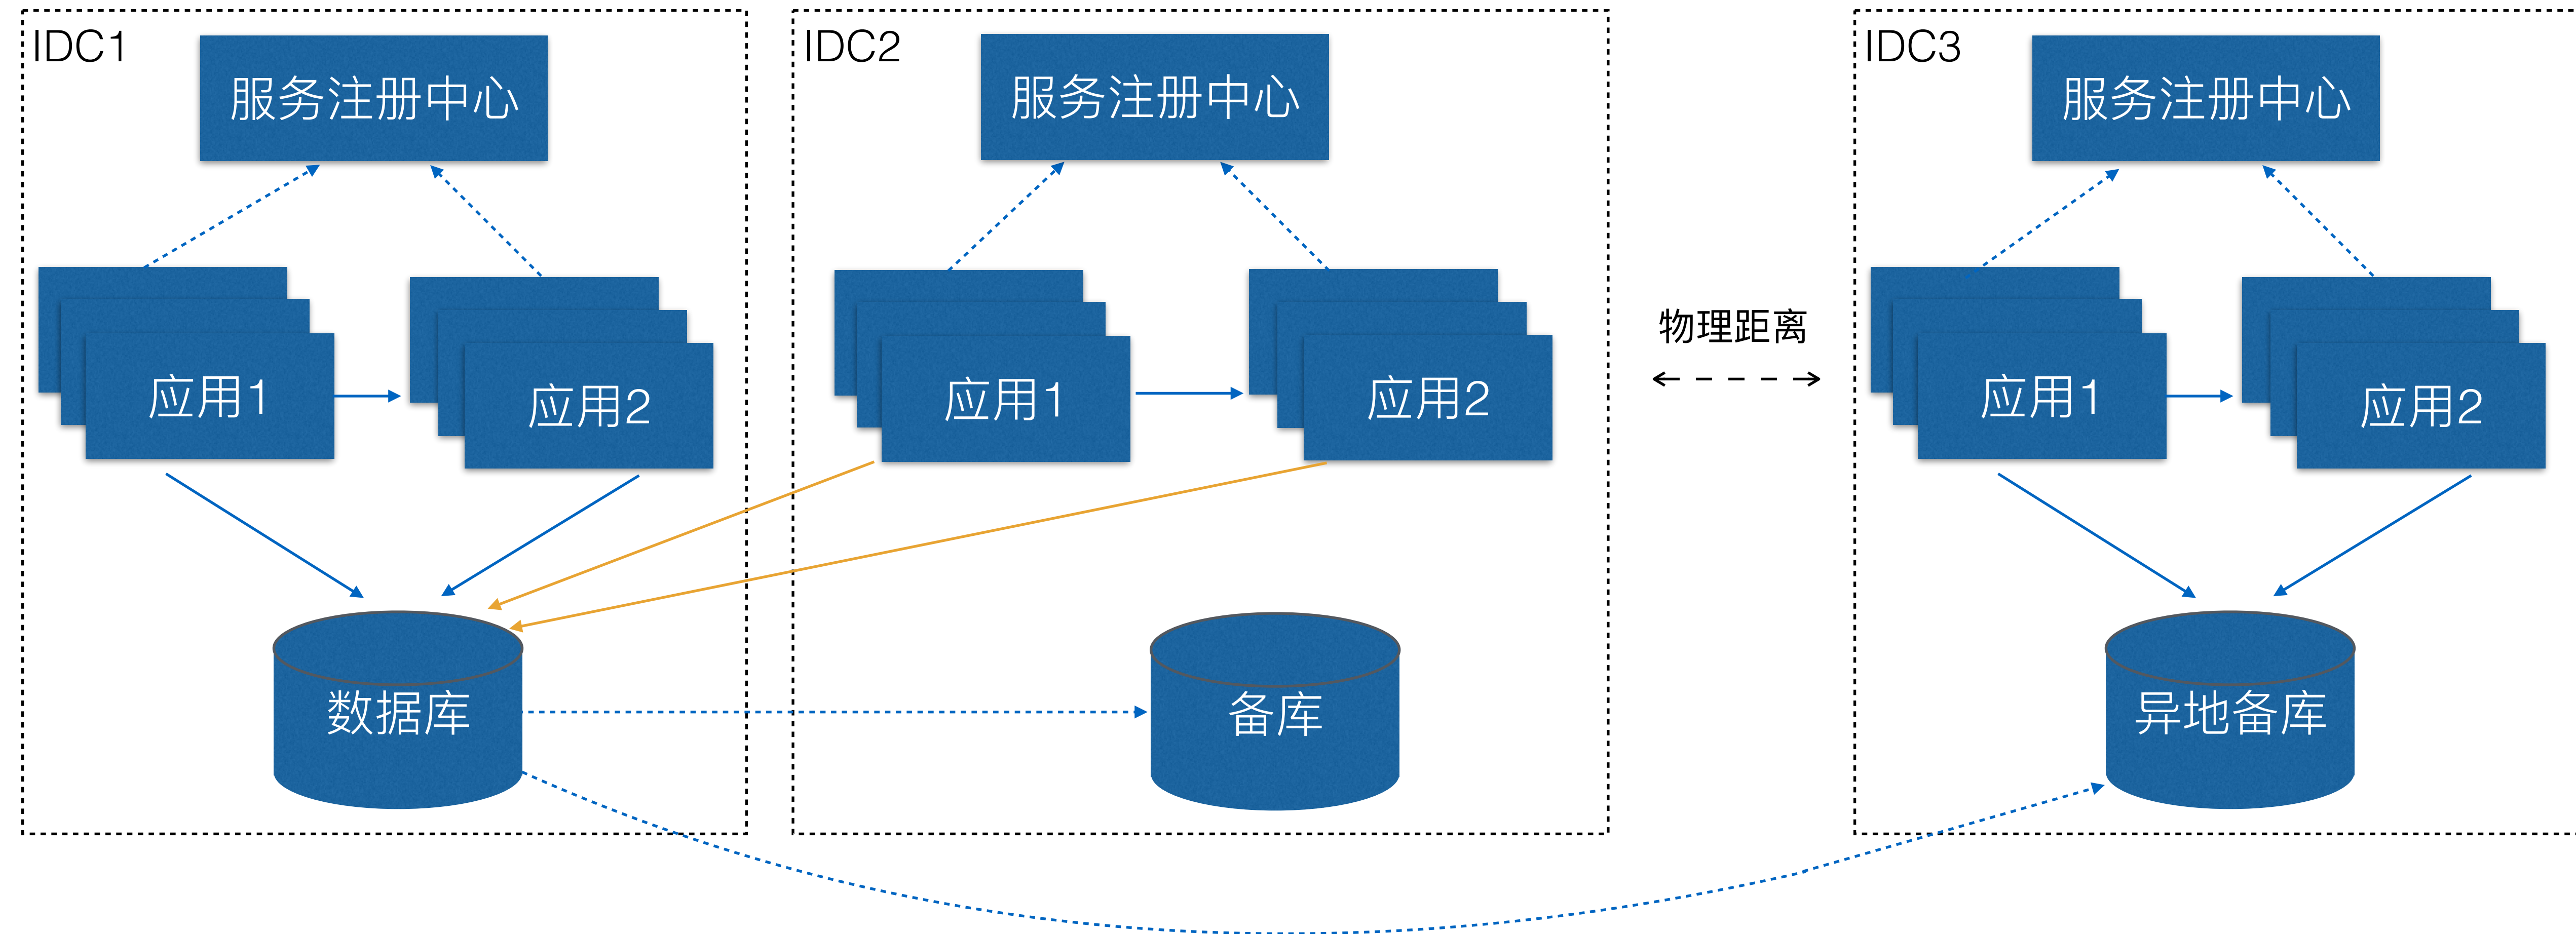 IDC1
服务注册中心
应用1
应用2
数据库
IDC2
服务注册中心
应用1
应用2
备库
物理距离
IDC3
服务注册中心
应用1
应用2
异地备库